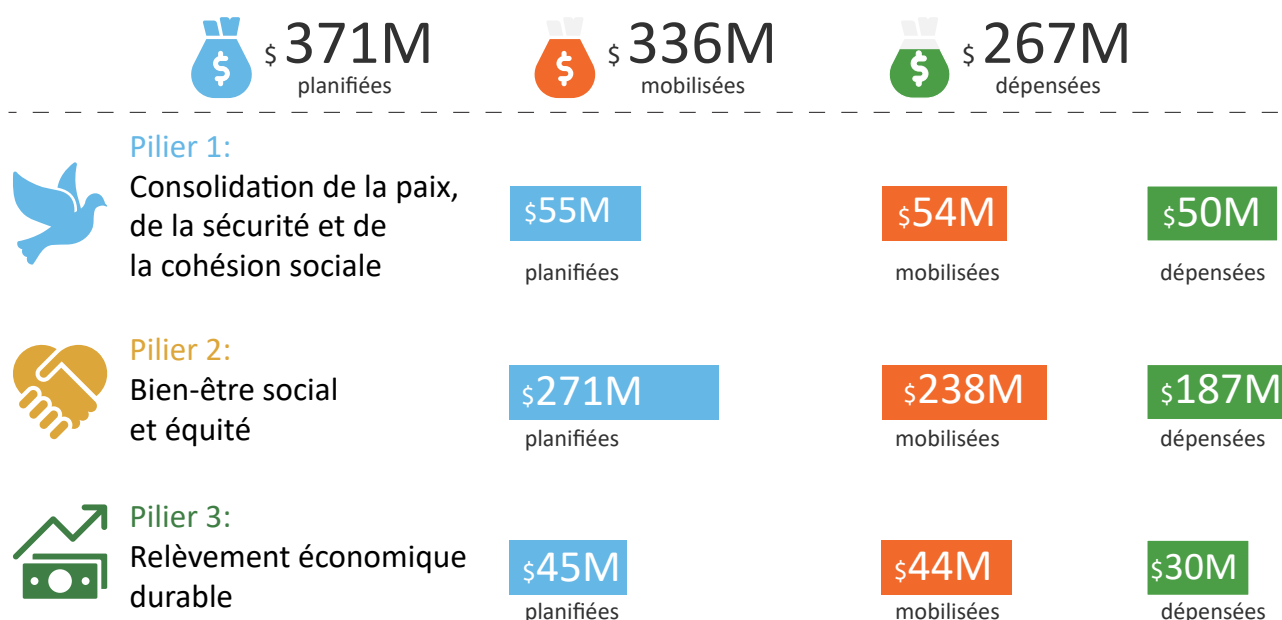 $ 371M
planifiées
$ 336M
mobilisées
$ 267M
dépensées
Pilier 1:
Consolidation de la paix,
de la sécurité et de
la cohésion sociale
$55M
planifiées
$54M
mobilisées
$50M
dépensées
Pilier 2:
Bien-être social
et équité
$271M
planifiées
$238M
mobilisées
$187M
dépensées
Pilier 3:
Relèvement économique
durable
$45M
planifiées
$44M
mobilisées
$30M
dépensées